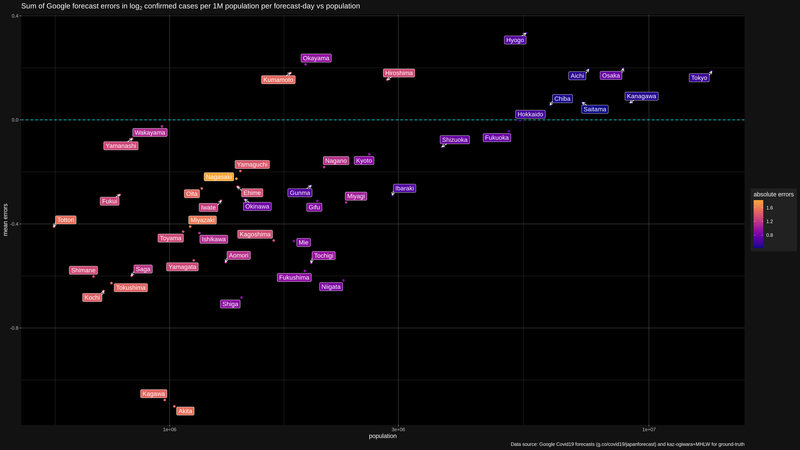 Sum of Google forecast errors in log2 confirmed cases per 1M population per forecast-day vs population
0.4
Hyogo
Okayama
Kumamoto
Hiroshima
Aichi
Osaka
Tokyo
Chiba
Kanagawa
Saitama
Hokkaido
0.0
Wakayama
Yamanashi
Shizuoka
Fukuoka
Yamaguchi
Nagano
Kyoto
Nagasaki
Fukui
Oita
Ehime
Gunma
Ibaraki
Miyagi
Iwate
Okinawa
Gifu
Tottori
Miyazaki
-0.4
Toyama
Ishikawa
Kagoshima
Mie
Aomori
Tochigi
Shimane
Saga
Yamagata
Kochi
Tokushima
Fukushima
Niigata
Shiga
-0.8
Kagawa
Akita
mean errors
1e+06
3e+06
1e+07
population
absolute errors
1.6
1.2
0.8
Data source: Google Covid19 forecasts (g.co/covid19/japanforecast) and kaz-ogiwara+MHLW for ground-truth